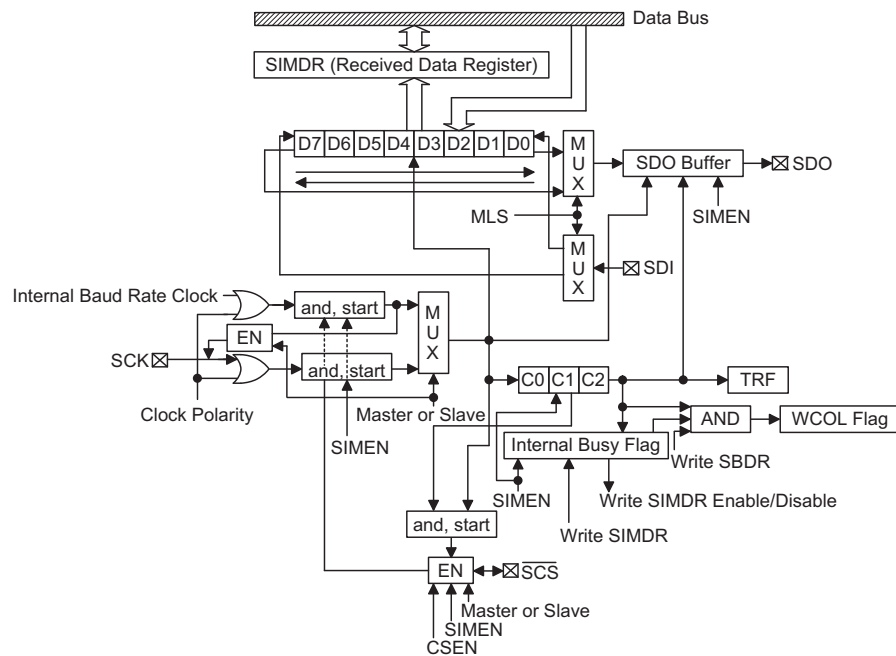 Data Bus
SIMDR (Received Data Register)
D7 D6 D5 D4 D3 D2 D1 D0
MUX
SDO Buffer
SDO
MLS
SIMEN
MUX
SDI
Internal Baud Rate Clock
and, start
MUX
EN
SCK
and, start
Clock Polarity
Master or Slave
SIMEN
C0 C1 C2
TRF
AND
WCOL Flag
Internal Busy Flag
Write SBDR
SIMEN
Write SIMDR Enable/Disable
Write SIMDR
and, start
EN
SCS
Master or Slave
SIMEN
CSEN